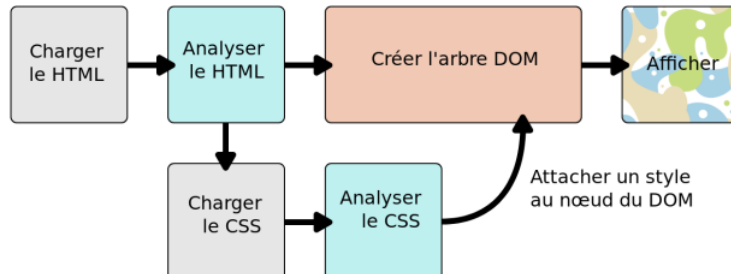 Charger
le HTML
Analyser
le HTML
Créer l'arbre DOM
Afficher
Charger
le CSS
Analyser
le CSS
Attacher un style
au nœud du DOM